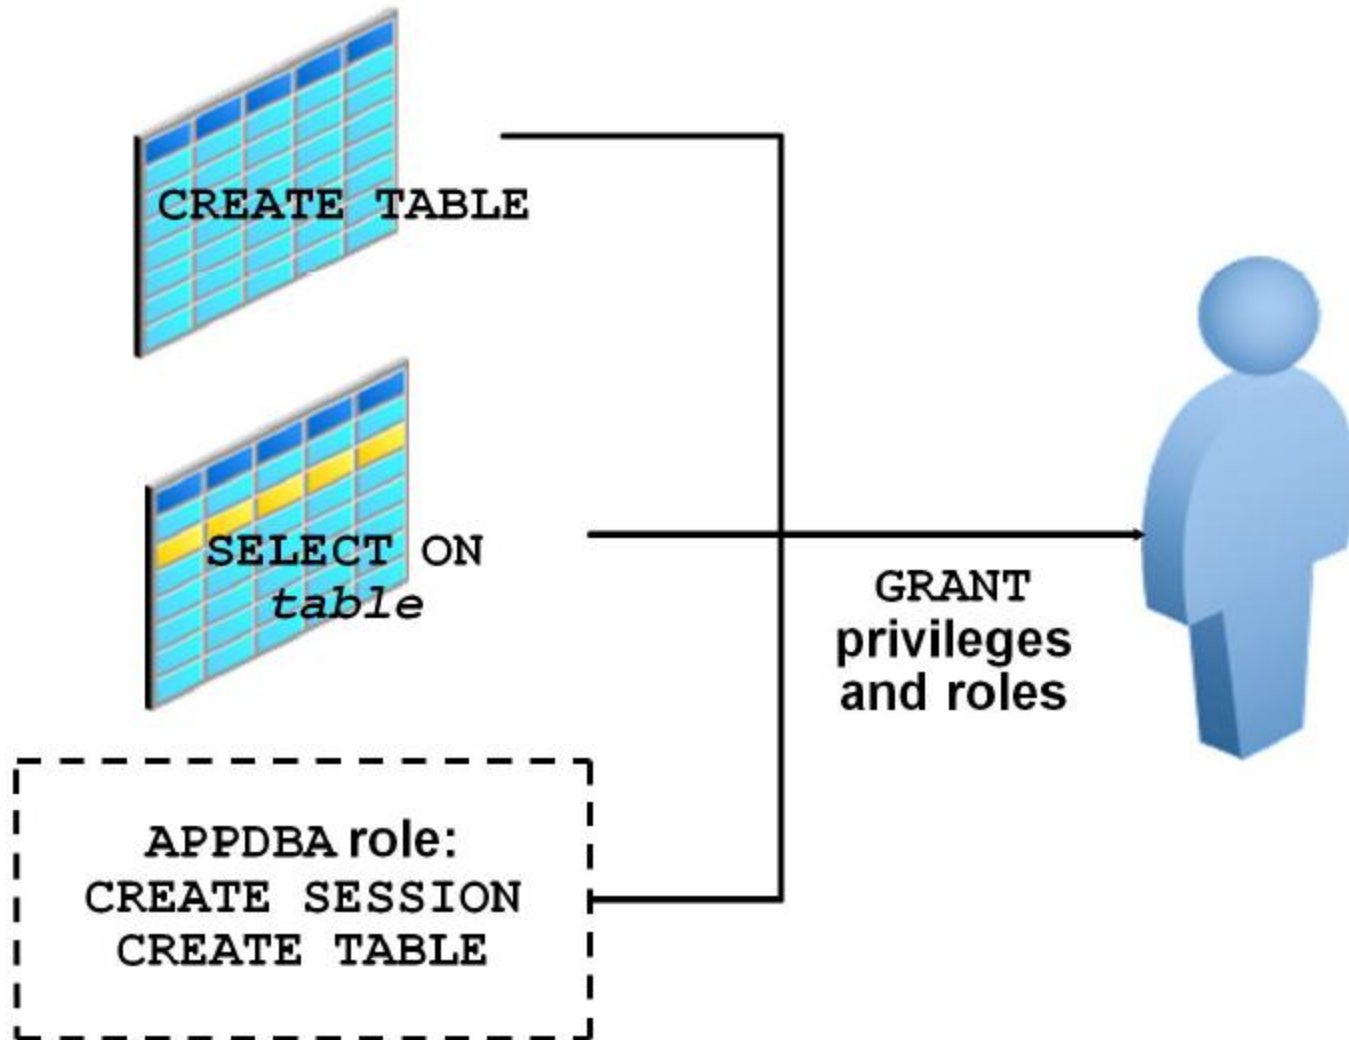 CREATE TABLE
SELECT ON
table
GRANT
privileges
and roles
APPDBA role:
CREATE SESSION
CREATE TABLE